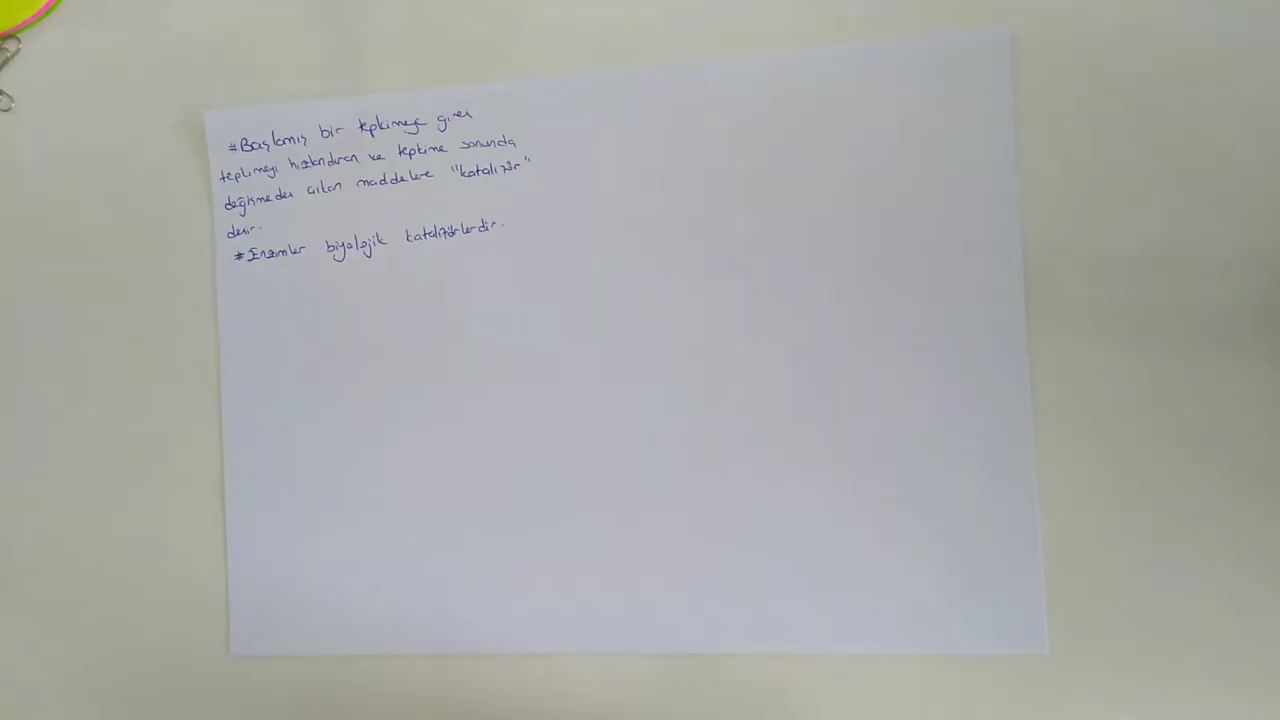 #Başlamış bir tepkimeye giren
tepkimeyi hızlandıran ve tepkime sonunda
değişmeden çıkan maddelere "katalizör"
denir.
#Enzimler biyolojik katalizörlerdir.